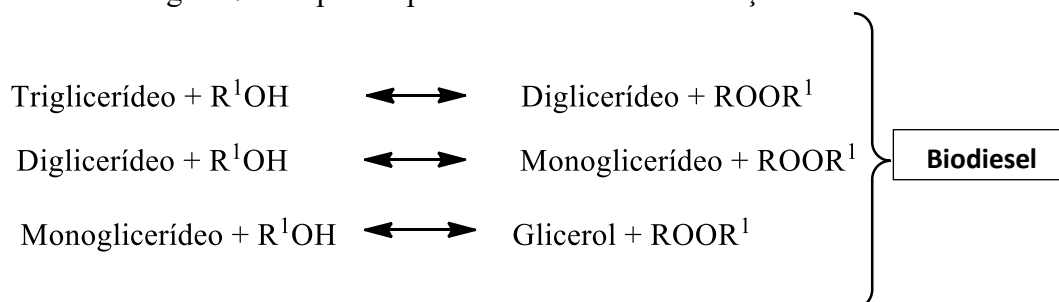 Triglicerídeo + R¹OH Diglicerídeo + ROOR¹
Diglicerídeo + R¹OH Monoglicerídeo + ROOR¹
Biodiesel
Monoglicerídeo + R¹OH Glicerol + ROOR¹